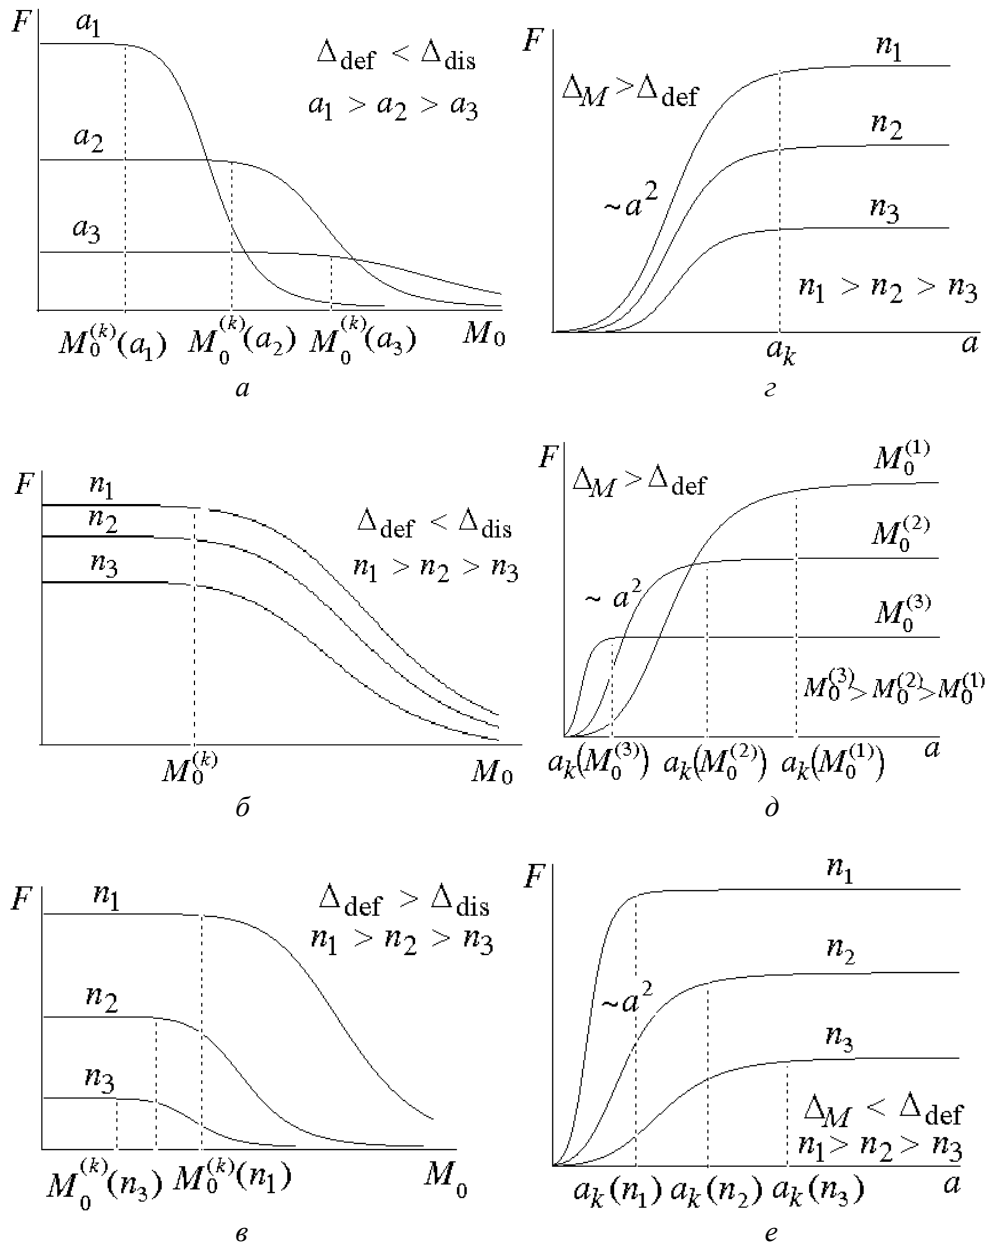 F
a₁
Δdef < Δdis
a₁ > a₂ > a₃
a₂
a₃
M₀⁽ᵏ⁾(a₁) M₀⁽ᵏ⁾(a₂) M₀⁽ᵏ⁾(a₃) M₀
а
F
n₁
Δ_M > Δdef
n₂
~a²
n₃
n₁ > n₂ > n₃
aₖ a
г
F
n₁
n₂
Δdef < Δdis
n₃
n₁ > n₂ > n₃
M₀⁽ᵏ⁾ M₀
б
F
M₀⁽¹⁾
Δ_M > Δdef
M₀⁽²⁾
~ a²
M₀⁽³⁾
M₀⁽³⁾ > M₀⁽²⁾ > M₀⁽¹⁾
aₖ(M₀⁽³⁾) aₖ(M₀⁽²⁾) aₖ(M₀⁽¹⁾) a
д
F
n₁
Δdef > Δdis
n₁ > n₂ > n₃
n₂
n₃
M₀⁽ᵏ⁾(n₃) M₀⁽ᵏ⁾(n₁) M₀
в
F
n₁
n₂
~a²
n₃
Δ_M < Δdef
n₁ > n₂ > n₃
aₖ(n₁) aₖ(n₂) aₖ(n₃) a
е